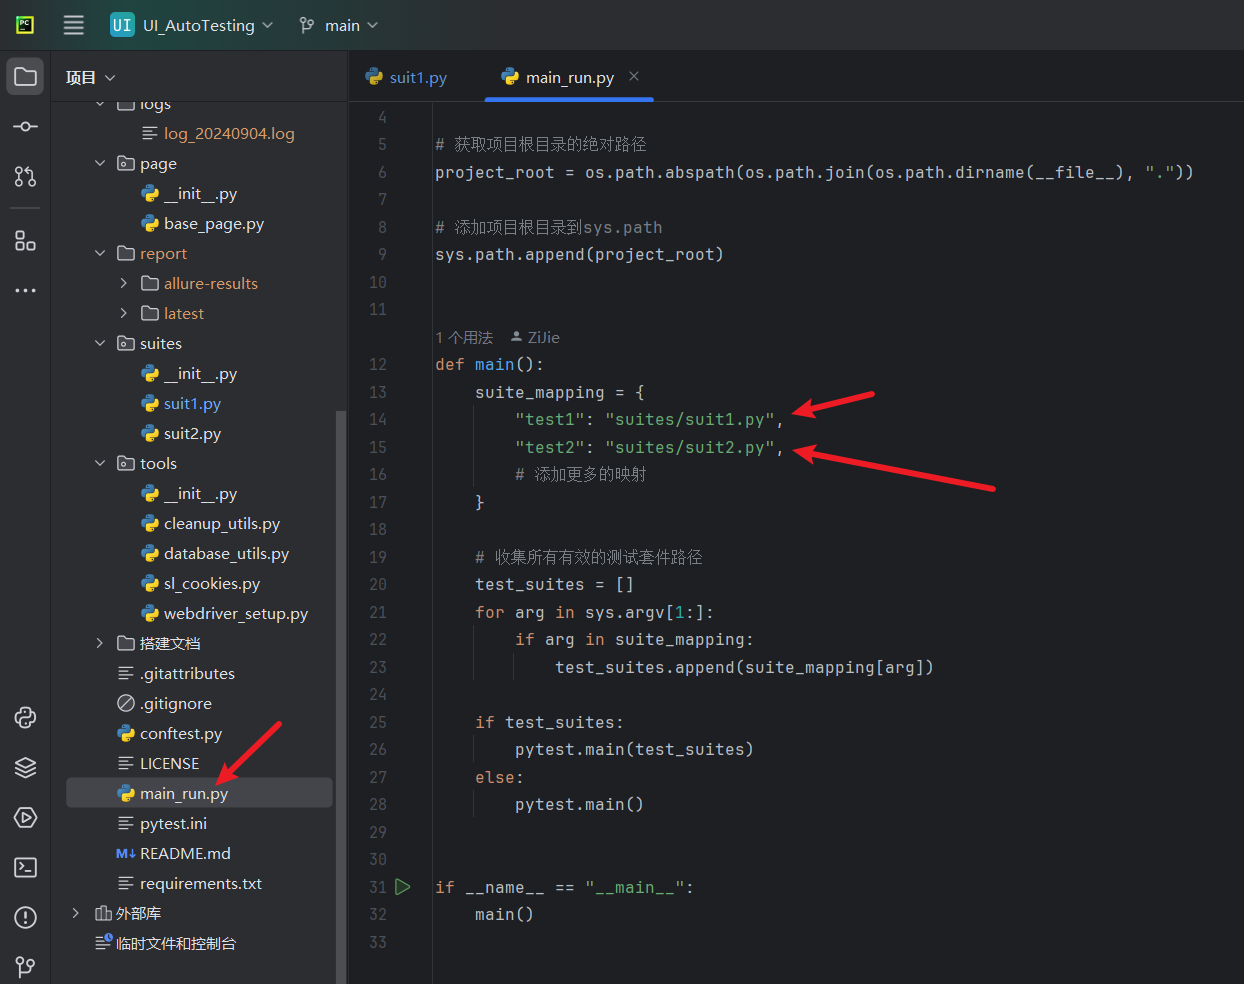 UI UI_AutoTesting main
项目
logs
log_20240904.log
page
__init__.py
base_page.py
report
allure-results
latest
suites
__init__.py
suit1.py
suit2.py
tools
__init__.py
cleanup_utils.py
database_utils.py
sl_cookies.py
webdriver_setup.py
搭建文档
.gitattributes
.gitignore
conftest.py
LICENSE
main_run.py
pytest.ini
README.md
requirements.txt
外部库
临时文件和控制台
suit1.py main_run.py
4
5 # 获取项目根目录的绝对路径
6 project_root = os.path.abspath(os.path.join(os.path.dirname(__file__), "."))
7
8 # 添加项目根目录到sys.path
9 sys.path.append(project_root)
10
11
1 个用法 ZiJie
12 def main():
13 suite_mapping = {
14 "test1": "suites/suit1.py",
15 "test2": "suites/suit2.py",
16 # 添加更多的映射
17 }
18
19 # 收集所有有效的测试套件路径
20 test_suites = []
21 for arg in sys.argv[1:]:
22 if arg in suite_mapping:
23 test_suites.append(suite_mapping[arg])
24
25 if test_suites:
26 pytest.main(test_suites)
27 else:
28 pytest.main()
29
30
31 if __name__ == "__main__":
32 main()
33